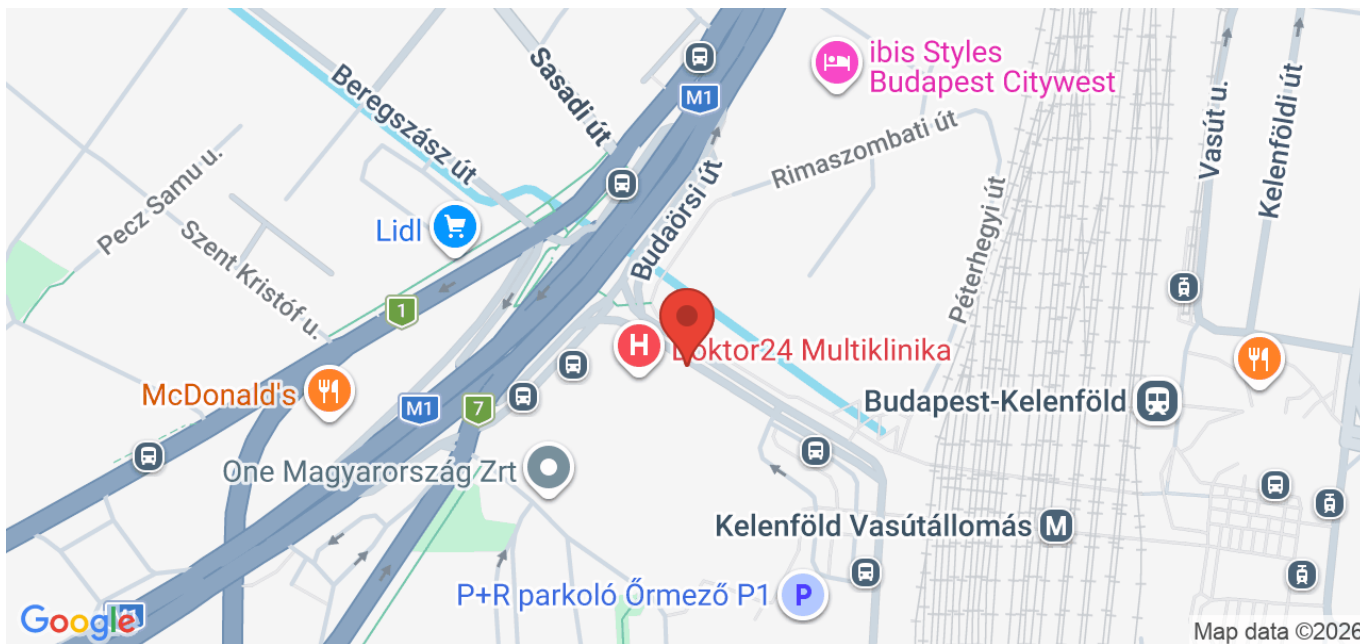 ibis Styles
Budapest Citywest
Sasadi út
M1
Beregszász út
Vasút u.
Kelenföldi út
Rimaszombati út
Budaörsi út
Pecz Samu u.
Szent Kristóf u.
Lidl
Péterhegyi út
1
H
Doktor24 Multiklinika
McDonald's
M1
7
Budapest-Kelenföld
One Magyarország Zrt
Kelenföld Vasútállomás
M
P+R parkoló Őrmező P1
P
Google
Map data ©2026